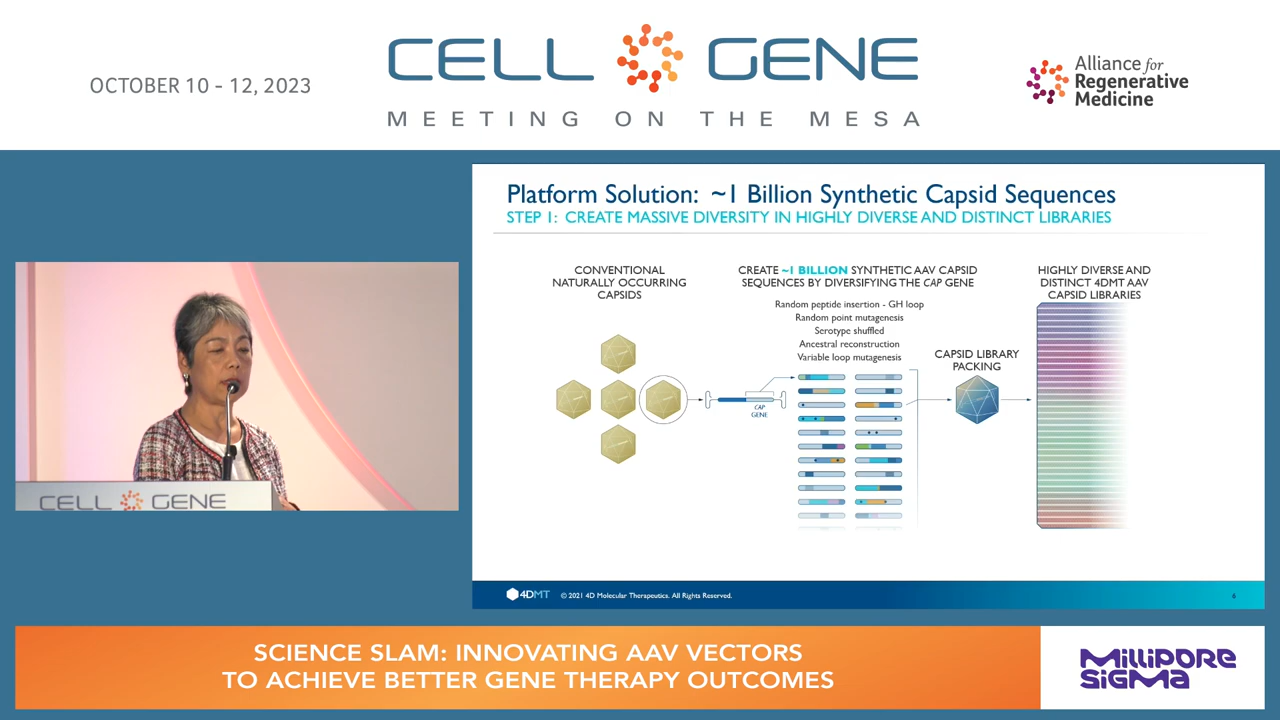 OCTOBER 10 - 12, 2023
CELL GENE
MEETING ON THE MESA
Alliance for
Regenerative
Medicine
Platform Solution: ~1 Billion Synthetic Capsid Sequences
STEP 1: CREATE MASSIVE DIVERSITY IN HIGHLY DIVERSE AND DISTINCT LIBRARIES
CONVENTIONAL
NATURALLY OCCURRING
CAPSIDS
CREATE ~1 BILLION SYNTHETIC AAV CAPSID
SEQUENCES BY DIVERSIFYING THE CAP GENE
Random peptide insertion - GH loop
Random point mutagenesis
Serotype shuffled
Ancestral reconstruction
Variable loop mutagenesis
CAP
GENE
CAPSID LIBRARY
PACKING
HIGHLY DIVERSE AND
DISTINCT 4DMT AAV
CAPSID LIBRARIES
4DMT © 2021 4D Molecular Therapeutics. All Rights Reserved. 6
CELL GENE
SCIENCE SLAM: INNOVATING AAV VECTORS
TO ACHIEVE BETTER GENE THERAPY OUTCOMES
MILLIPORE
SIGMA